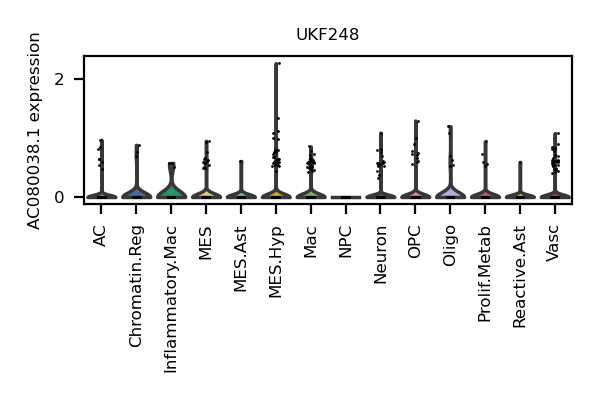 UKF248
AC080038.1 expression
2
0
AC
Chromatin.Reg
Inflammatory.Mac
MES
MES.Ast
MES.Hyp
Mac
NPC
Neuron
OPC
Oligo
Prolif.Metab
Reactive.Ast
Vasc